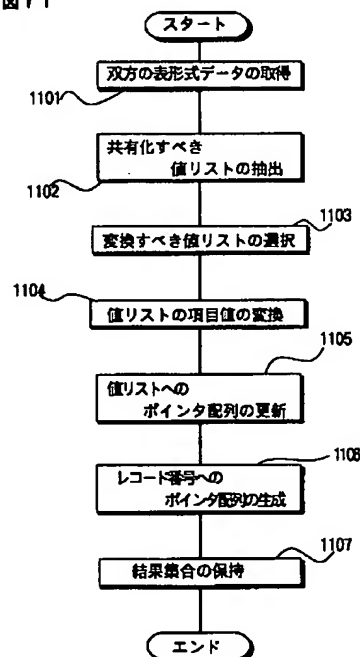 図11
スタート
双方の表形式データの取得
1101
共有化すべき
値リストの抽出
1102
1103
変換すべき値リストの選択
1104
値リストの項目値の変換
1105
値リストへの
ポインタ配列の更新
1106
レコード番号への
ポインタ配列の生成
1107
結果集合の保持
エンド